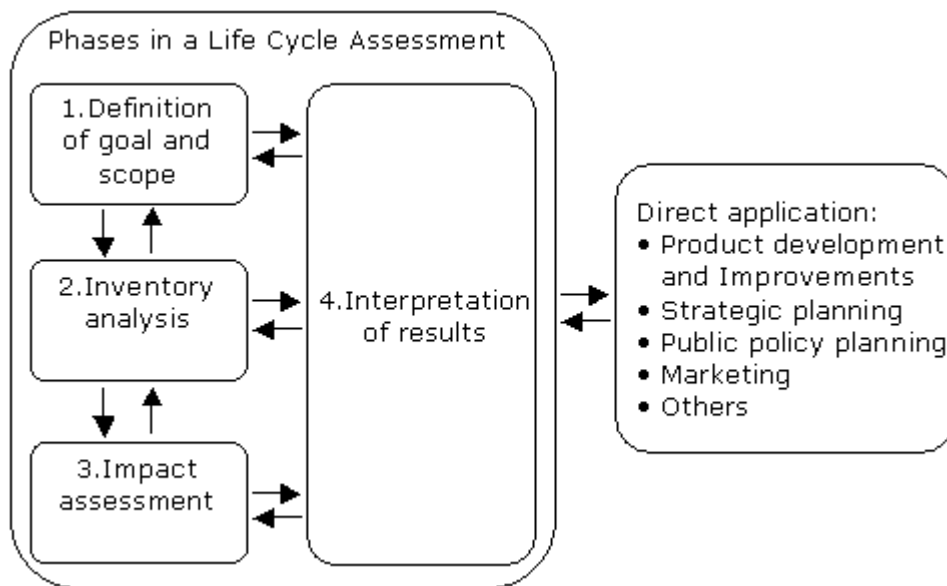 Phases in a Life Cycle Assessment
1.Definition
of goal and
scope
2.Inventory
analysis
3.Impact
assessment
4.Interpretation
of results
Direct application:
• Product development
and Improvements
• Strategic planning
• Public policy planning
• Marketing
• Others